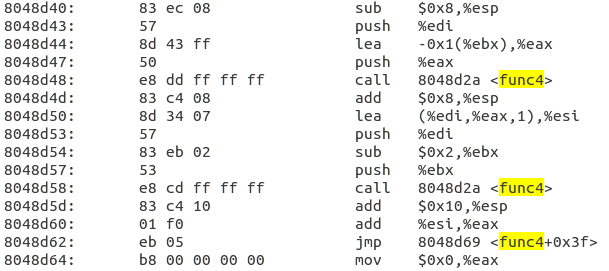 8048d40: 83 ec 08 sub $0x8,%esp
8048d43: 57 push %edi
8048d44: 8d 43 ff lea -0x1(%ebx),%eax
8048d47: 50 push %eax
8048d48: e8 dd ff ff ff call 8048d2a <func4>
8048d4d: 83 c4 08 add $0x8,%esp
8048d50: 8d 34 07 lea (%edi,%eax,1),%esi
8048d53: 57 push %edi
8048d54: 83 eb 02 sub $0x2,%ebx
8048d57: 53 push %ebx
8048d58: e8 cd ff ff ff call 8048d2a <func4>
8048d5d: 83 c4 10 add $0x10,%esp
8048d60: 01 f0 add %esi,%eax
8048d62: eb 05 jmp 8048d69 <func4+0x3f>
8048d64: b8 00 00 00 00 mov $0x0,%eax